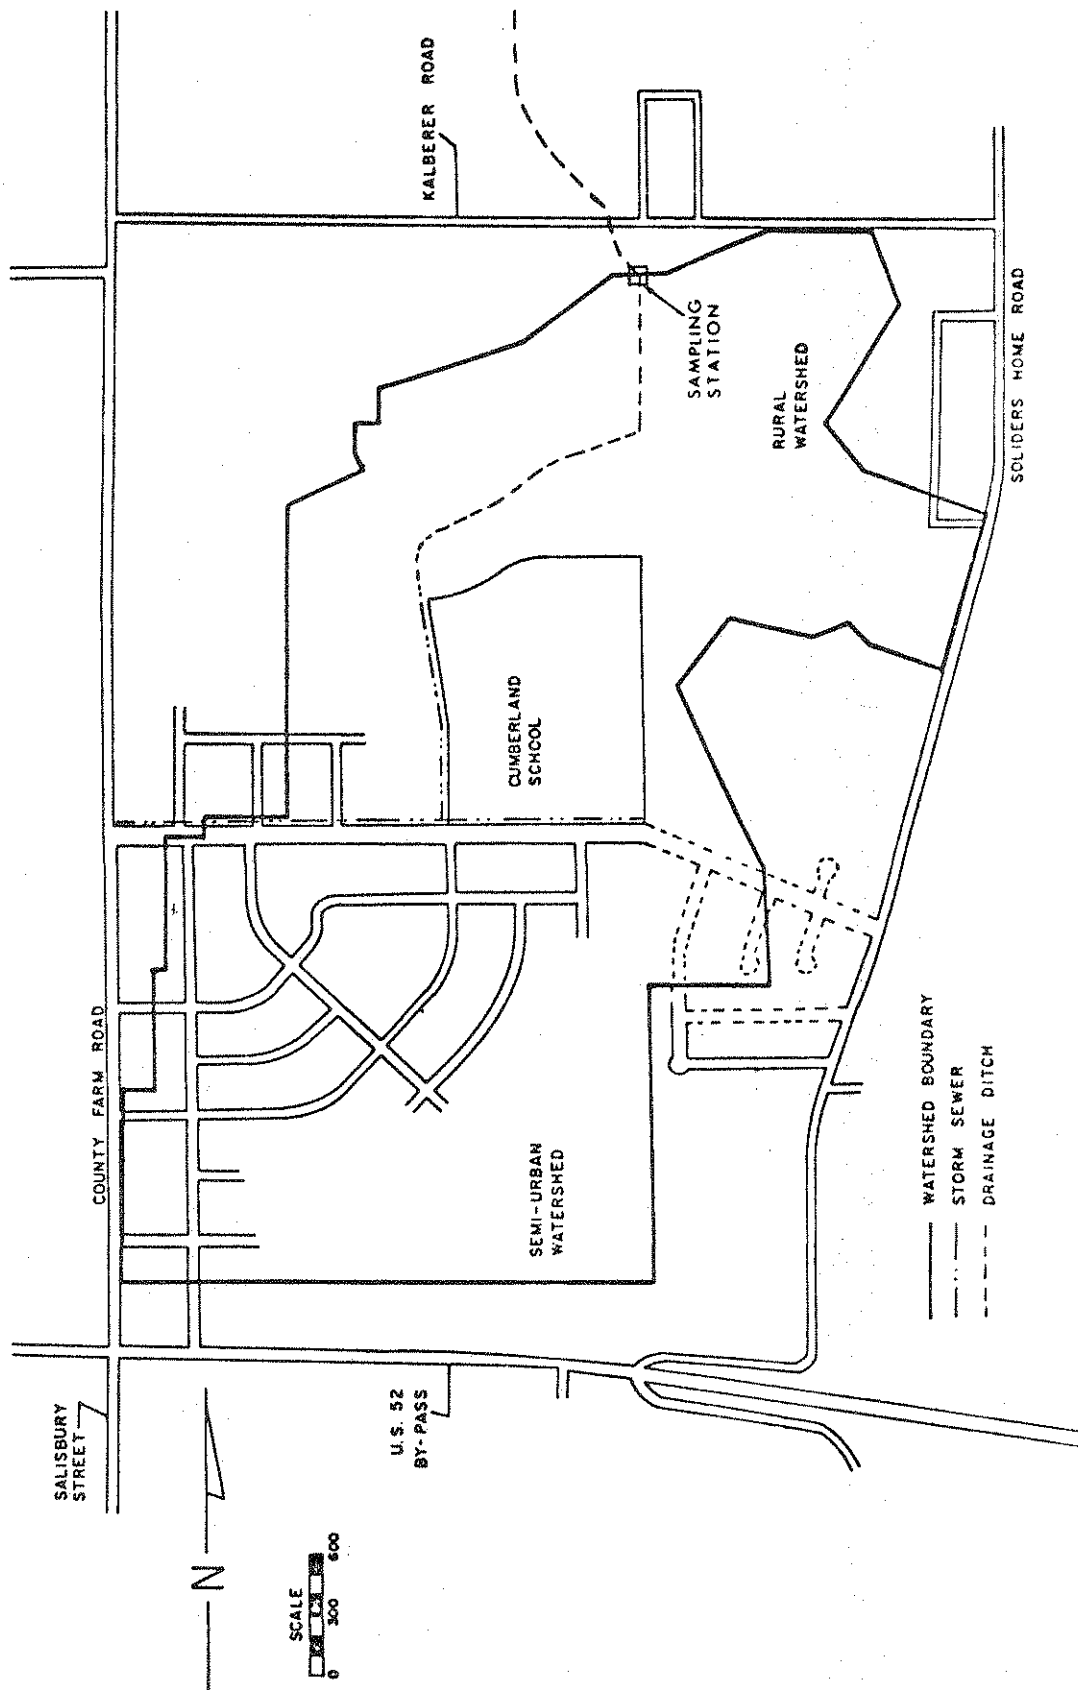 KALBERER ROAD
SAMPLING
STATION
RURAL
WATERSHED
SOLIDERS HOME ROAD
CUMBERLAND
SCHOOL
COUNTY FARM ROAD
SEMI-URBAN
WATERSHED
SALISBURY
STREET
U.S. 52
BY-PASS
N
SCALE
0 300 600
WATERSHED BOUNDARY
STORM SEWER
DRAINAGE DITCH